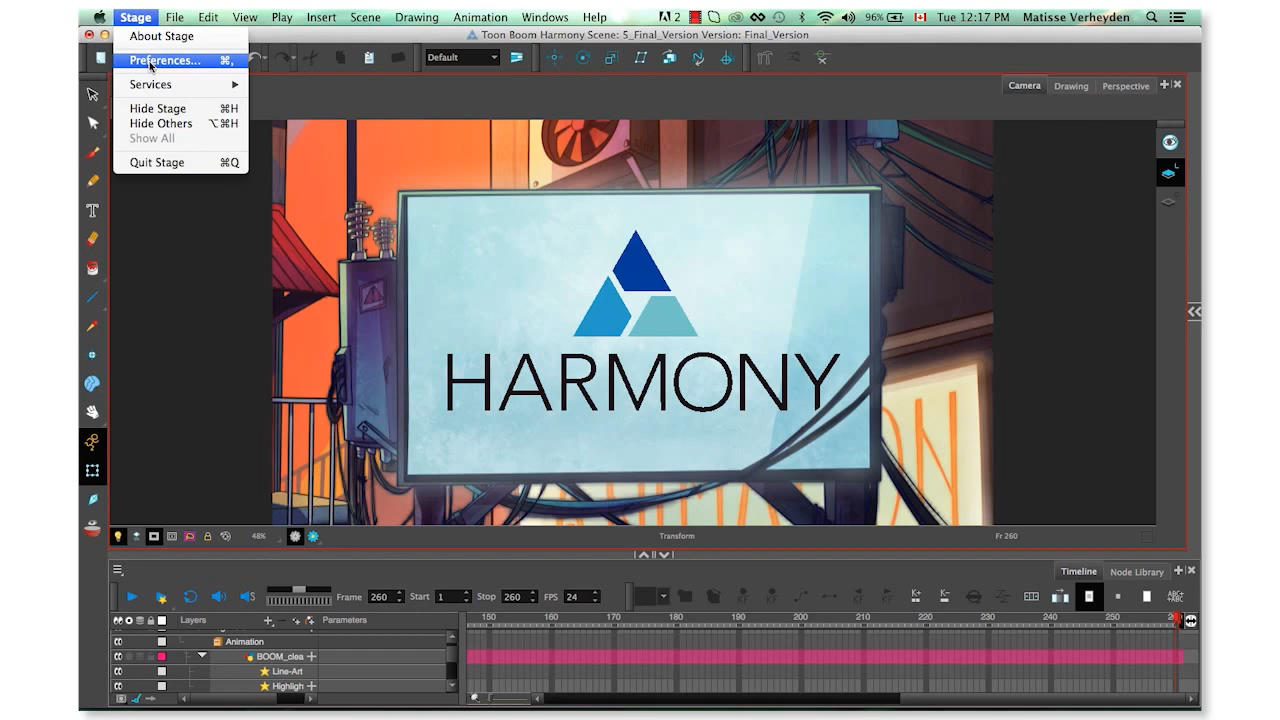 Stage File Edit View Play Insert Scene Drawing Animation Windows Help 2 96% Tue 12:17 PM Matisse Verheyden
Toon Boom Harmony Scene: 5_Final_Version Version: Final_Version
About Stage
Preferences... ⌘,
Services
Hide Stage ⌘H
Hide Others ⌥⌘H
Show All
Quit Stage ⌘Q
Default
Camera Drawing Perspective
HARMONY
48% Transform Fr 260
Timeline Node Library
Frame 260 Start 1 Stop 260 FPS 24
Layers Parameters
150 160 170 180 190 200 210 220 230 240 250
Animation
BOOM_clea
Line-Art
Highligh